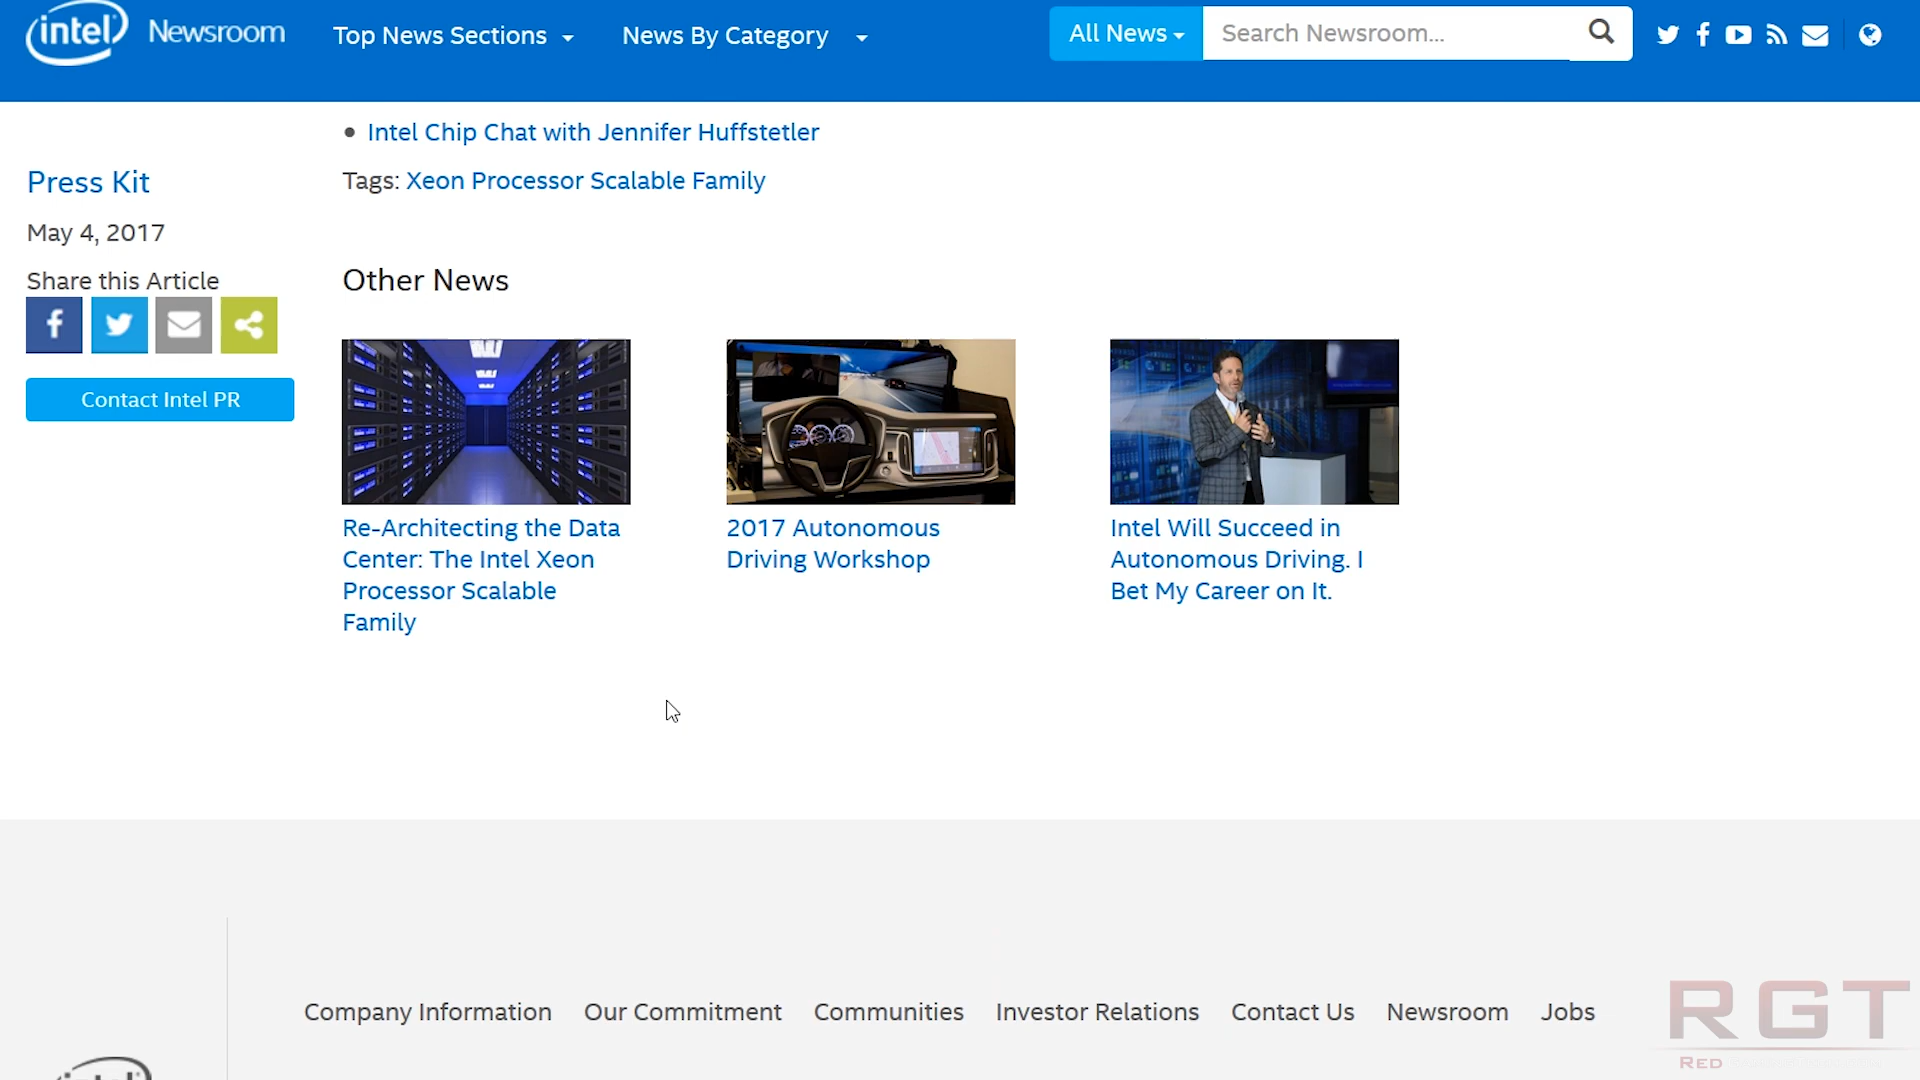 intel Newsroom Top News Sections News By Category All News Search Newsroom...
Intel Chip Chat with Jennifer Huffstetler
Tags: Xeon Processor Scalable Family
Press Kit
May 4, 2017
Share this Article
Contact Intel PR
Other News
Re-Architecting the Data
Center: The Intel Xeon
Processor Scalable
Family
2017 Autonomous
Driving Workshop
Intel Will Succeed in
Autonomous Driving. I
Bet My Career on It.
Company Information Our Commitment Communities Investor Relations Contact Us Newsroom Jobs
intel
RGT
RED